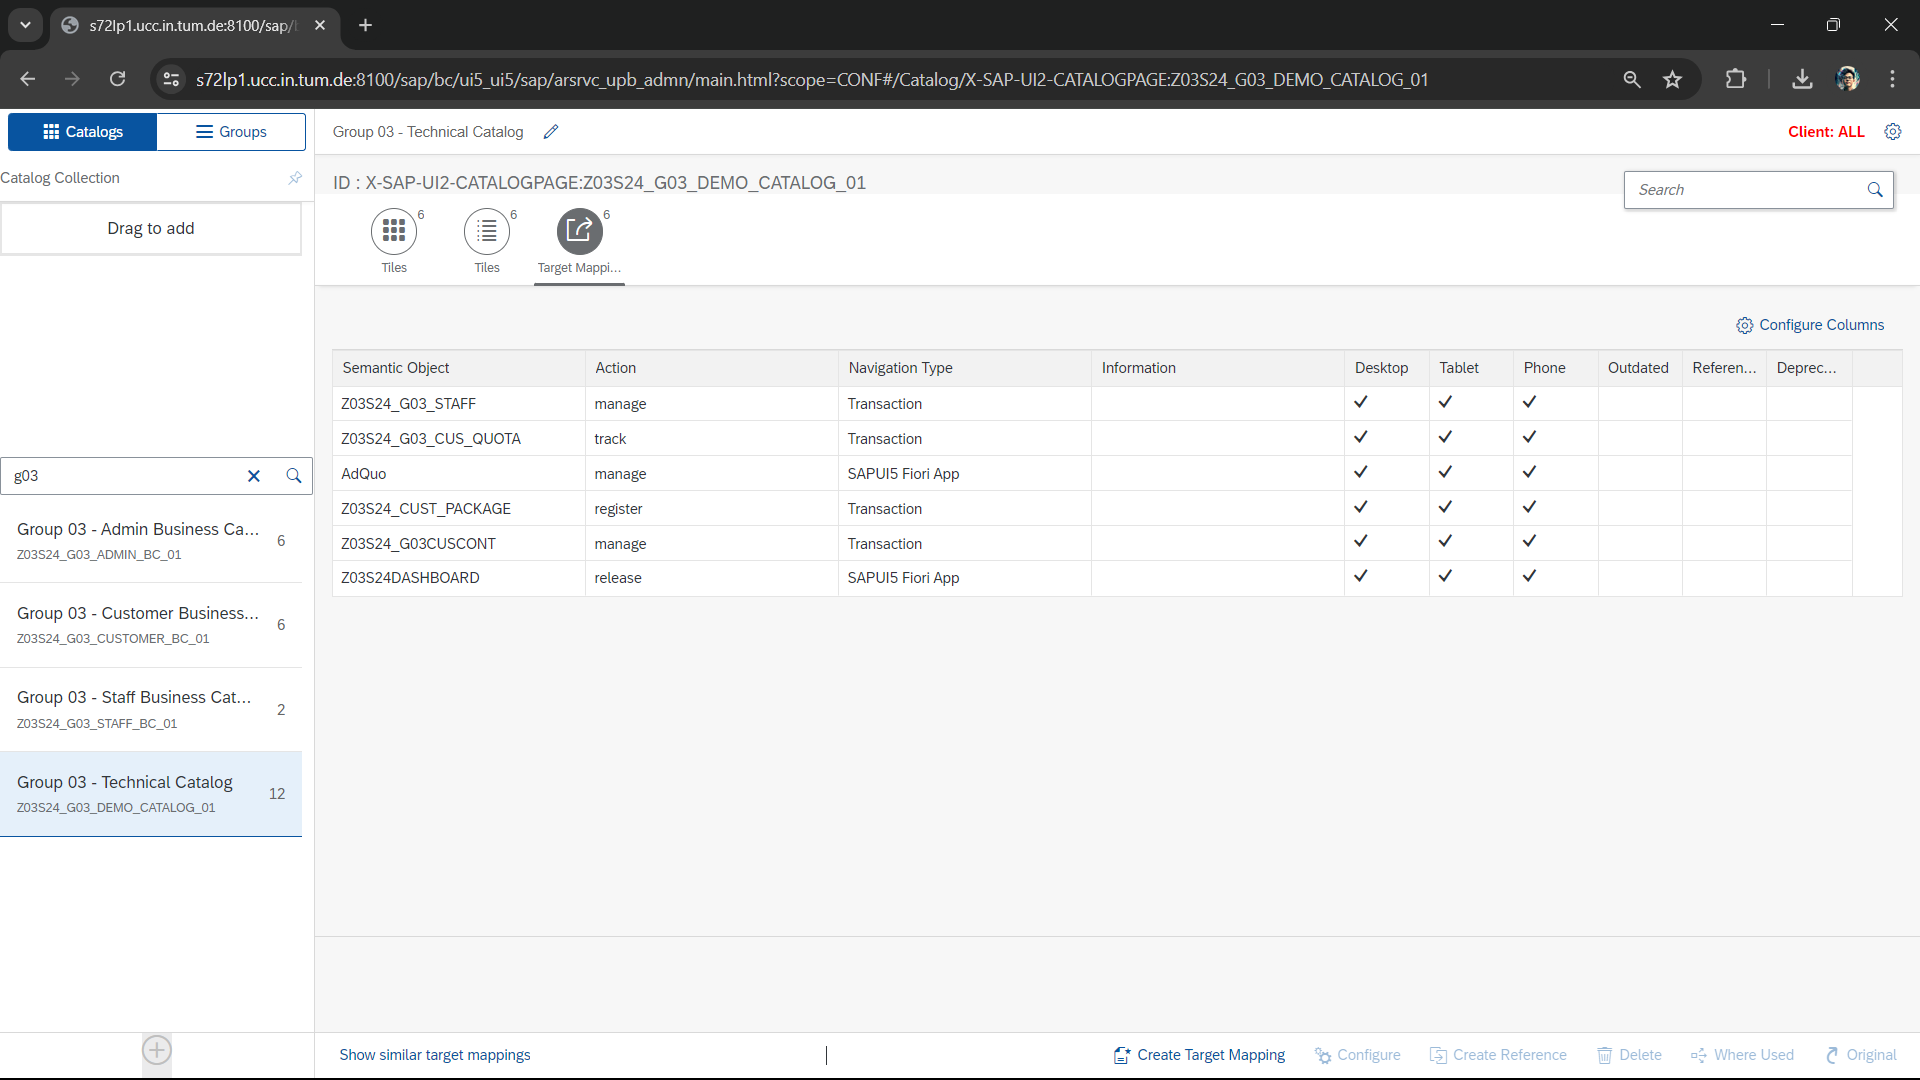 s72lp1.ucc.in.tum.de:8100/sap/b
s72lp1.ucc.in.tum.de:8100/sap/bc/ui5_ui5/sap/arsrvc_upb_admn/main.html?scope=CONF#/Catalog/X-SAP-UI2-CATALOGPAGE:Z03S24_G03_DEMO_CATALOG_01
Catalogs
Groups
Group 03 - Technical Catalog
Client: ALL
Catalog Collection
ID : X-SAP-UI2-CATALOGPAGE:Z03S24_G03_DEMO_CATALOG_01
Search
Drag to add
6
6
6
Tiles
Tiles
Target Mappi...
Configure Columns
Semantic Object Action Navigation Type Information Desktop Tablet Phone Outdated Referen... Deprec...
Z03S24_G03_STAFF manage Transaction
Z03S24_G03_CUS_QUOTA track Transaction
AdQuo manage SAPUI5 Fiori App
Z03S24_CUST_PACKAGE register Transaction
Z03S24_G03CUSCONT manage Transaction
Z03S24DASHBOARD release SAPUI5 Fiori App
g03
Group 03 - Admin Business Ca...
Z03S24_G03_ADMIN_BC_01
6
Group 03 - Customer Business...
Z03S24_G03_CUSTOMER_BC_01
6
Group 03 - Staff Business Cat...
Z03S24_G03_STAFF_BC_01
2
Group 03 - Technical Catalog
Z03S24_G03_DEMO_CATALOG_01
12
Show similar target mappings
Create Target Mapping
Configure
Create Reference
Delete
Where Used
Original